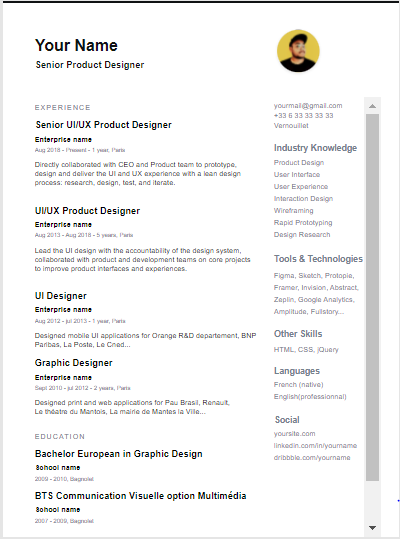 Your Name
Senior Product Designer
EXPERIENCE
Senior UI/UX Product Designer
Enterprise name
Aug 2018 - Present - 1 year, Paris
Directly collaborated with CEO and Product team to prototype,
design and deliver the UI and UX experience with a lean design
process: research, design, test, and iterate.
UI/UX Product Designer
Enterprise name
Aug 2013 - Aug 2018 - 5 years, Paris
Lead the UI design with the accountability of the design system,
collaborated with product and development teams on core projects
to improve product interfaces and experiences.
UI Designer
Enterprise name
Aug 2012 - jul 2013 - 1 year, Paris
Designed mobile UI applications for Orange R&D departement, BNP
Paribas, La Poste, Le Cned...
Graphic Designer
Enterprise name
Sept 2010 - jul 2012 - 2 years, Paris
Designed print and web applications for Pau Brasil, Renault,
Le théatre du Mantois, La mairie de Mantes la Ville...
EDUCATION
Bachelor European in Graphic Design
School name
2009 - 2010, Bagnolet
BTS Communication Visuelle option Multimédia
School name
2007 - 2009, Bagnolet
yourmail@gmail.com
+33 6 33 33 33 33
Vernouillet
Industry Knowledge
Product Design
User Interface
User Experience
Interaction Design
Wireframing
Rapid Prototyping
Design Research
Tools & Technologies
Figma, Sketch, Protopie,
Framer, Invision, Abstract,
Zeplin, Google Analytics,
Amplitude, Fullstory...
Other Skills
HTML, CSS, jQuery
Languages
French (native)
English(professionnal)
Social
yoursite.com
linkedin.com/in/yourname
dribbble.com/yourname